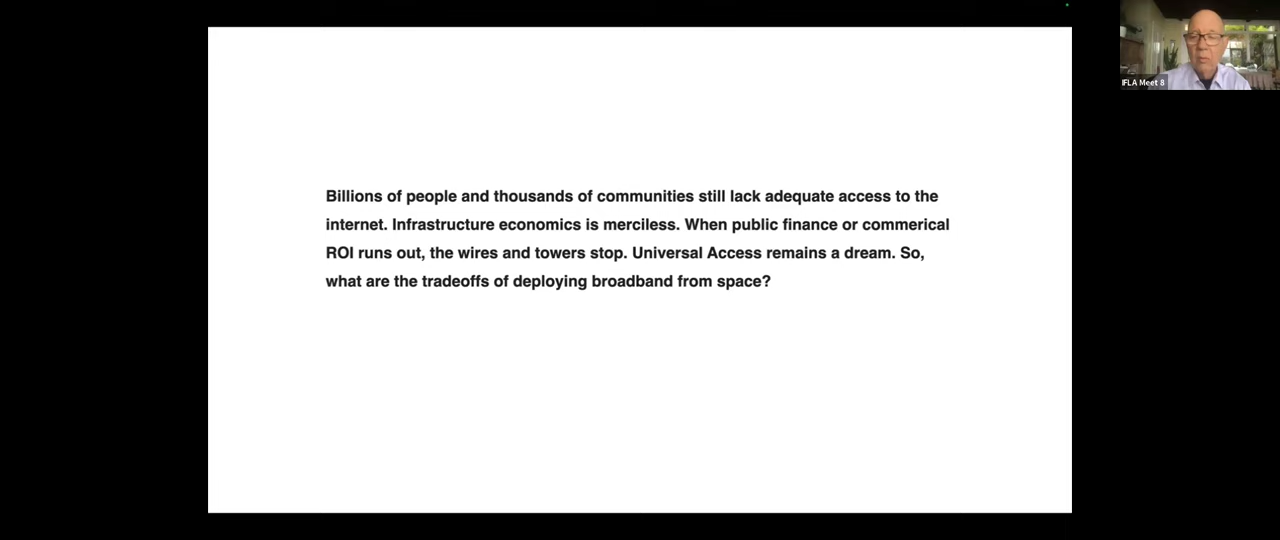 Billions of people and thousands of communities still lack adequate access to the
internet. Infrastructure economics is merciless. When public finance or commerical
ROI runs out, the wires and towers stop. Universal Access remains a dream. So,
what are the tradeoffs of deploying broadband from space?
IFLA Meet 8